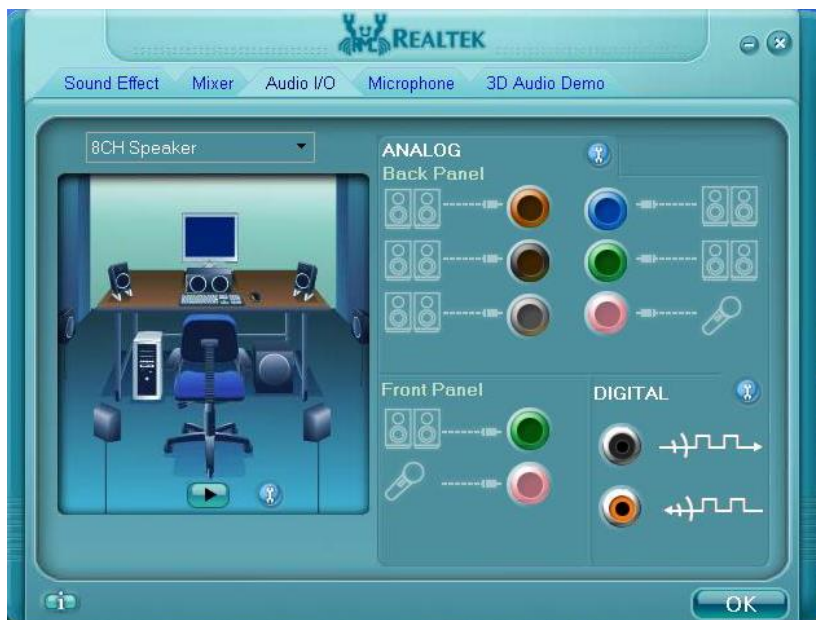 REALTEK
Sound Effect Mixer Audio I/O Microphone 3D Audio Demo
8CH Speaker
ANALOG
Back Panel
Front Panel
DIGITAL
OK